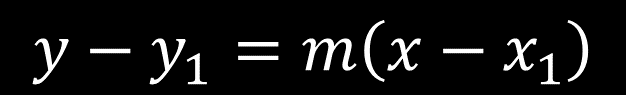 y − y₁ = m(x − x₁)